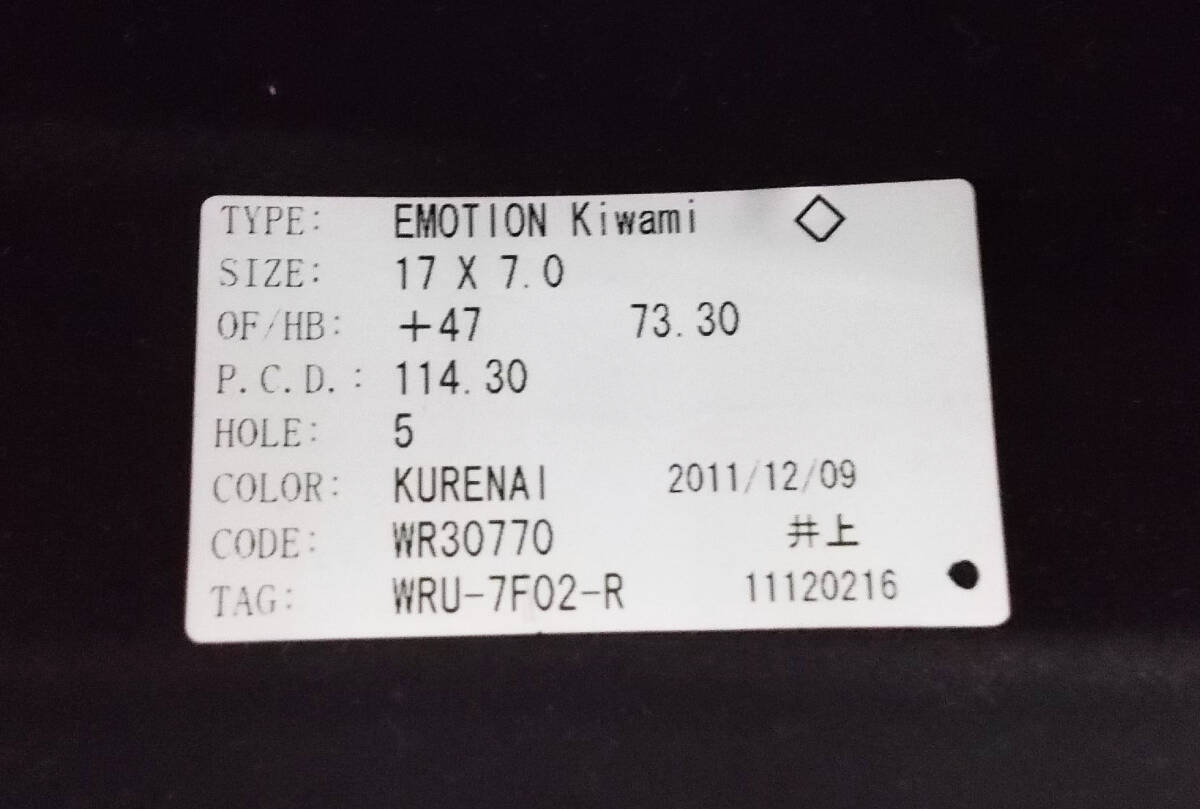 TYPE: EMOTION Kiwami ◇
SIZE: 17 X 7.0
OF/HB: +47 73.30
P.C.D.: 114.30
HOLE: 5
COLOR: KURENAI 2011/12/09
CODE: WR30770 井上
TAG: WRU-7F02-R 11120216